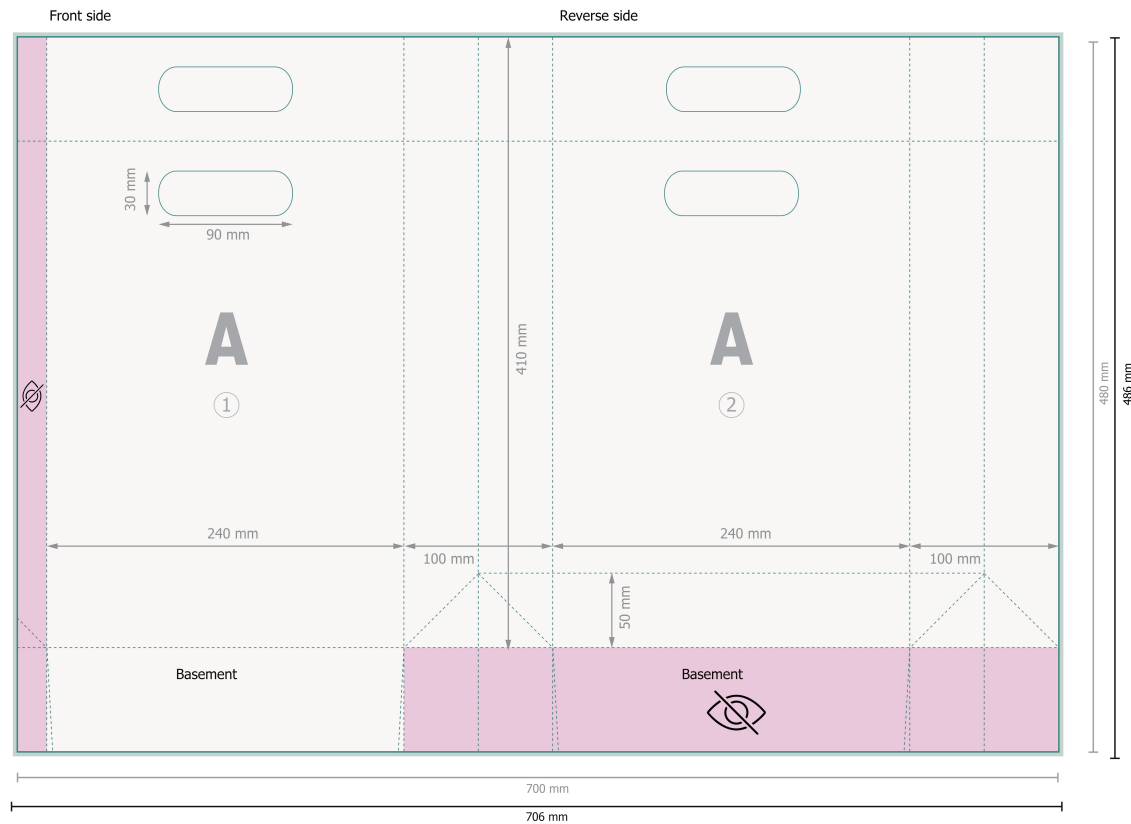 Front side
Reverse side
30 mm
90 mm
A
1
410 mm
A
2
480 mm
486 mm
240 mm
100 mm
240 mm
100 mm
50 mm
Basement
Basement
700 mm
706 mm